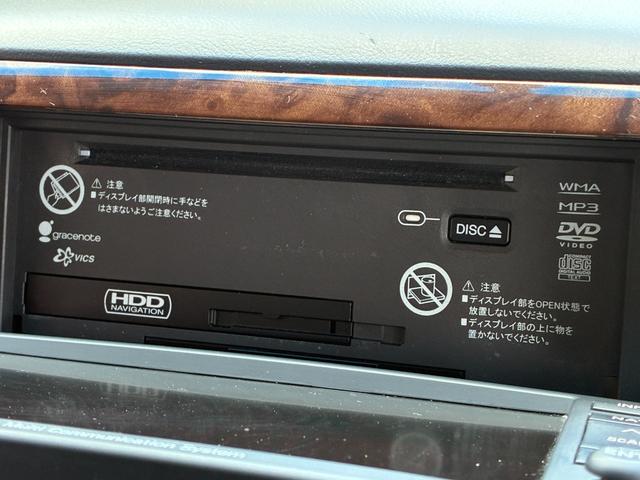 ⚠ 注意
■ディスプレイ部開閉時に手などを
はさまないようご注意ください。
gracenote
VICS
HDD
NAVIGATION
DISC
WMA
MP3
DVD
VIDEO
COMPACT
disc
DIGITAL AUDIO
TEXT
⚠ 注意
■ディスプレイ部をOPEN状態で
放置しないでください。
■ディスプレイ部の上に物を
置かないでください。
Multi Communication System